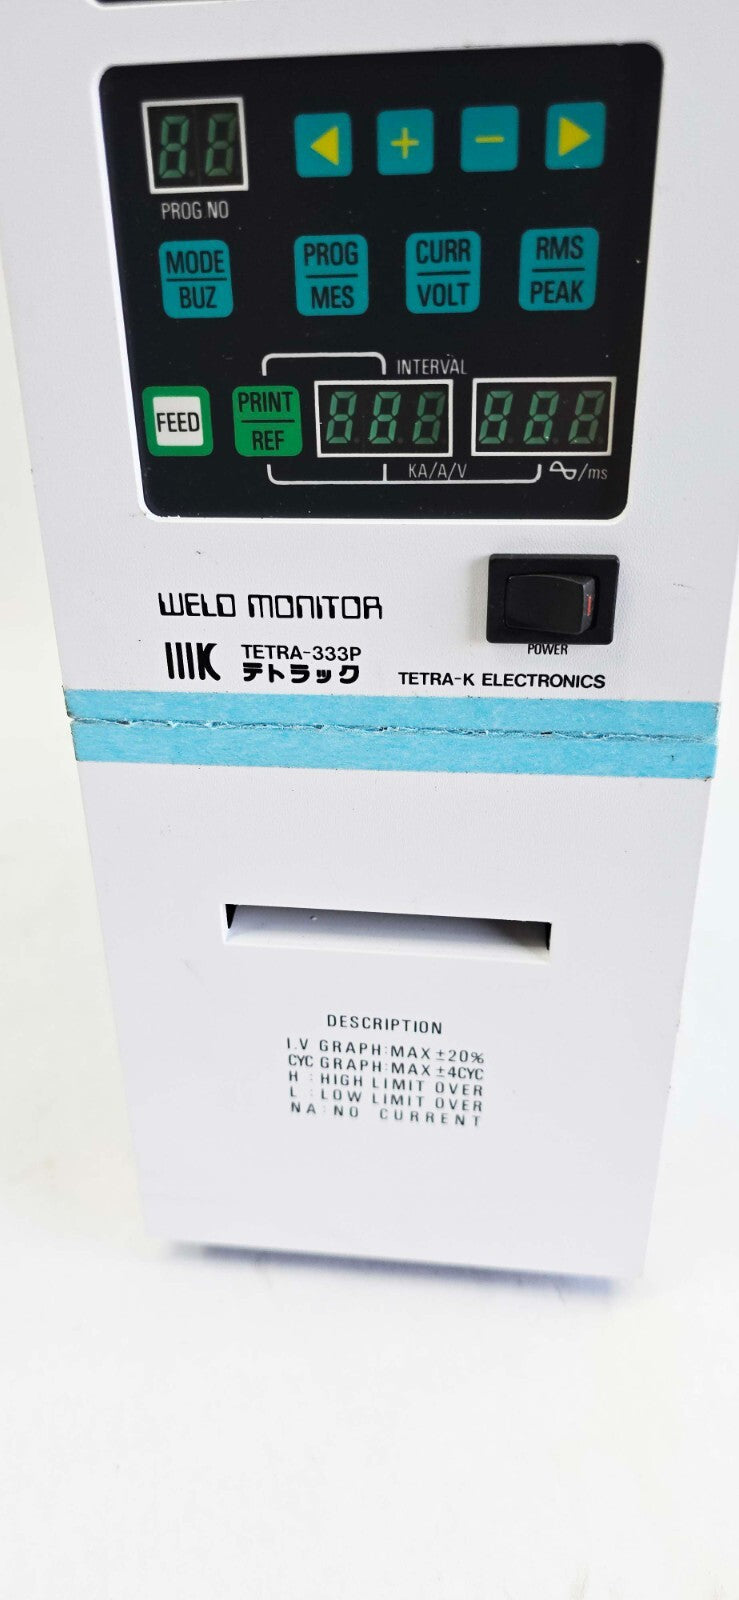 PROG NO
MODE
BUZ
PROG
MES
CURR
VOLT
RMS
PEAK
INTERVAL
FEED
PRINT
REF
KA/A/V
/ms
WELD MONITOR
POWER
IIIK TETRA-333P
テトラック
TETRA-K ELECTRONICS
DESCRIPTION
I.V GRAPH:MAX ±20%
CYC GRAPH:MAX ±4CYC
H : HIGH LIMIT OVER
L : LOW LIMIT OVER
NA : NO CURRENT